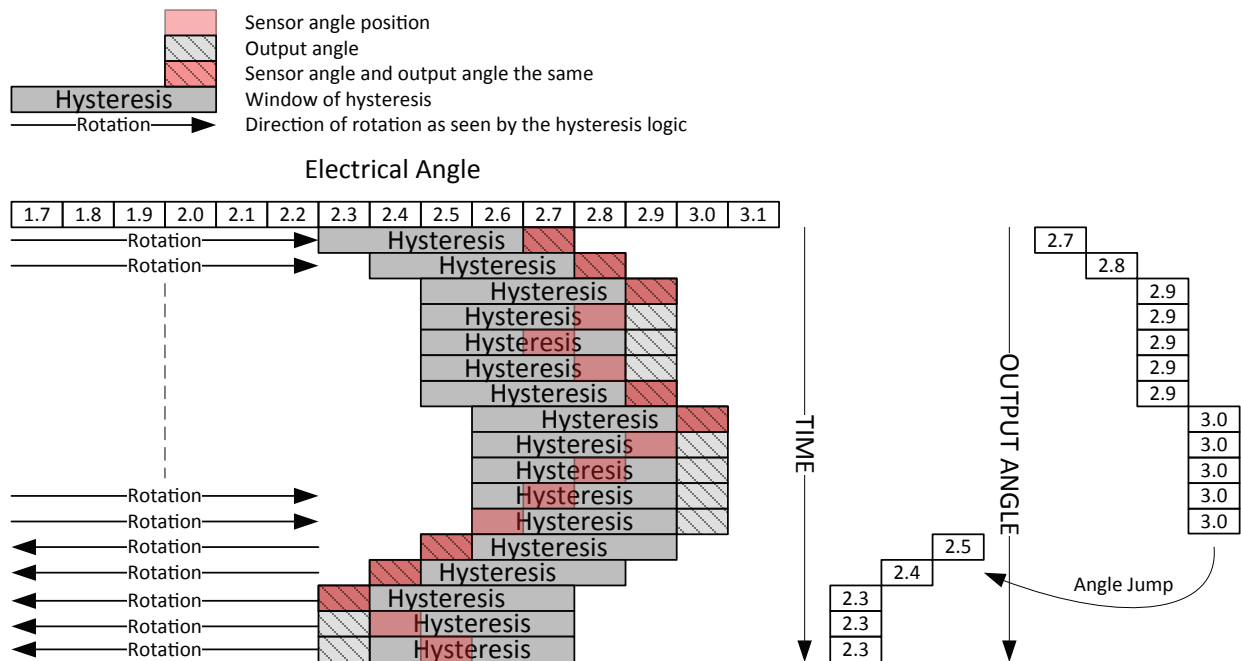 Sensor angle position
Output angle
Sensor angle and output angle the same
Hysteresis Window of hysteresis
Rotation Direction of rotation as seen by the hysteresis logic
Electrical Angle
1.7 1.8 1.9 2.0 2.1 2.2 2.3 2.4 2.5 2.6 2.7 2.8 2.9 3.0 3.1
Rotation Hysteresis 2.7
Rotation Hysteresis 2.8
Hysteresis 2.9
Hysteresis 2.9
Hysteresis 2.9
Hysteresis 2.9
Hysteresis 2.9
Hysteresis 3.0
Hysteresis 3.0
Hysteresis 3.0
Rotation Hysteresis 3.0
Rotation Hysteresis 3.0
Rotation Hysteresis 2.5
Rotation Hysteresis 2.4
Rotation Hysteresis 2.3
Rotation Hysteresis 2.3
Rotation Hysteresis 2.3
TIME
OUTPUT ANGLE
Angle Jump